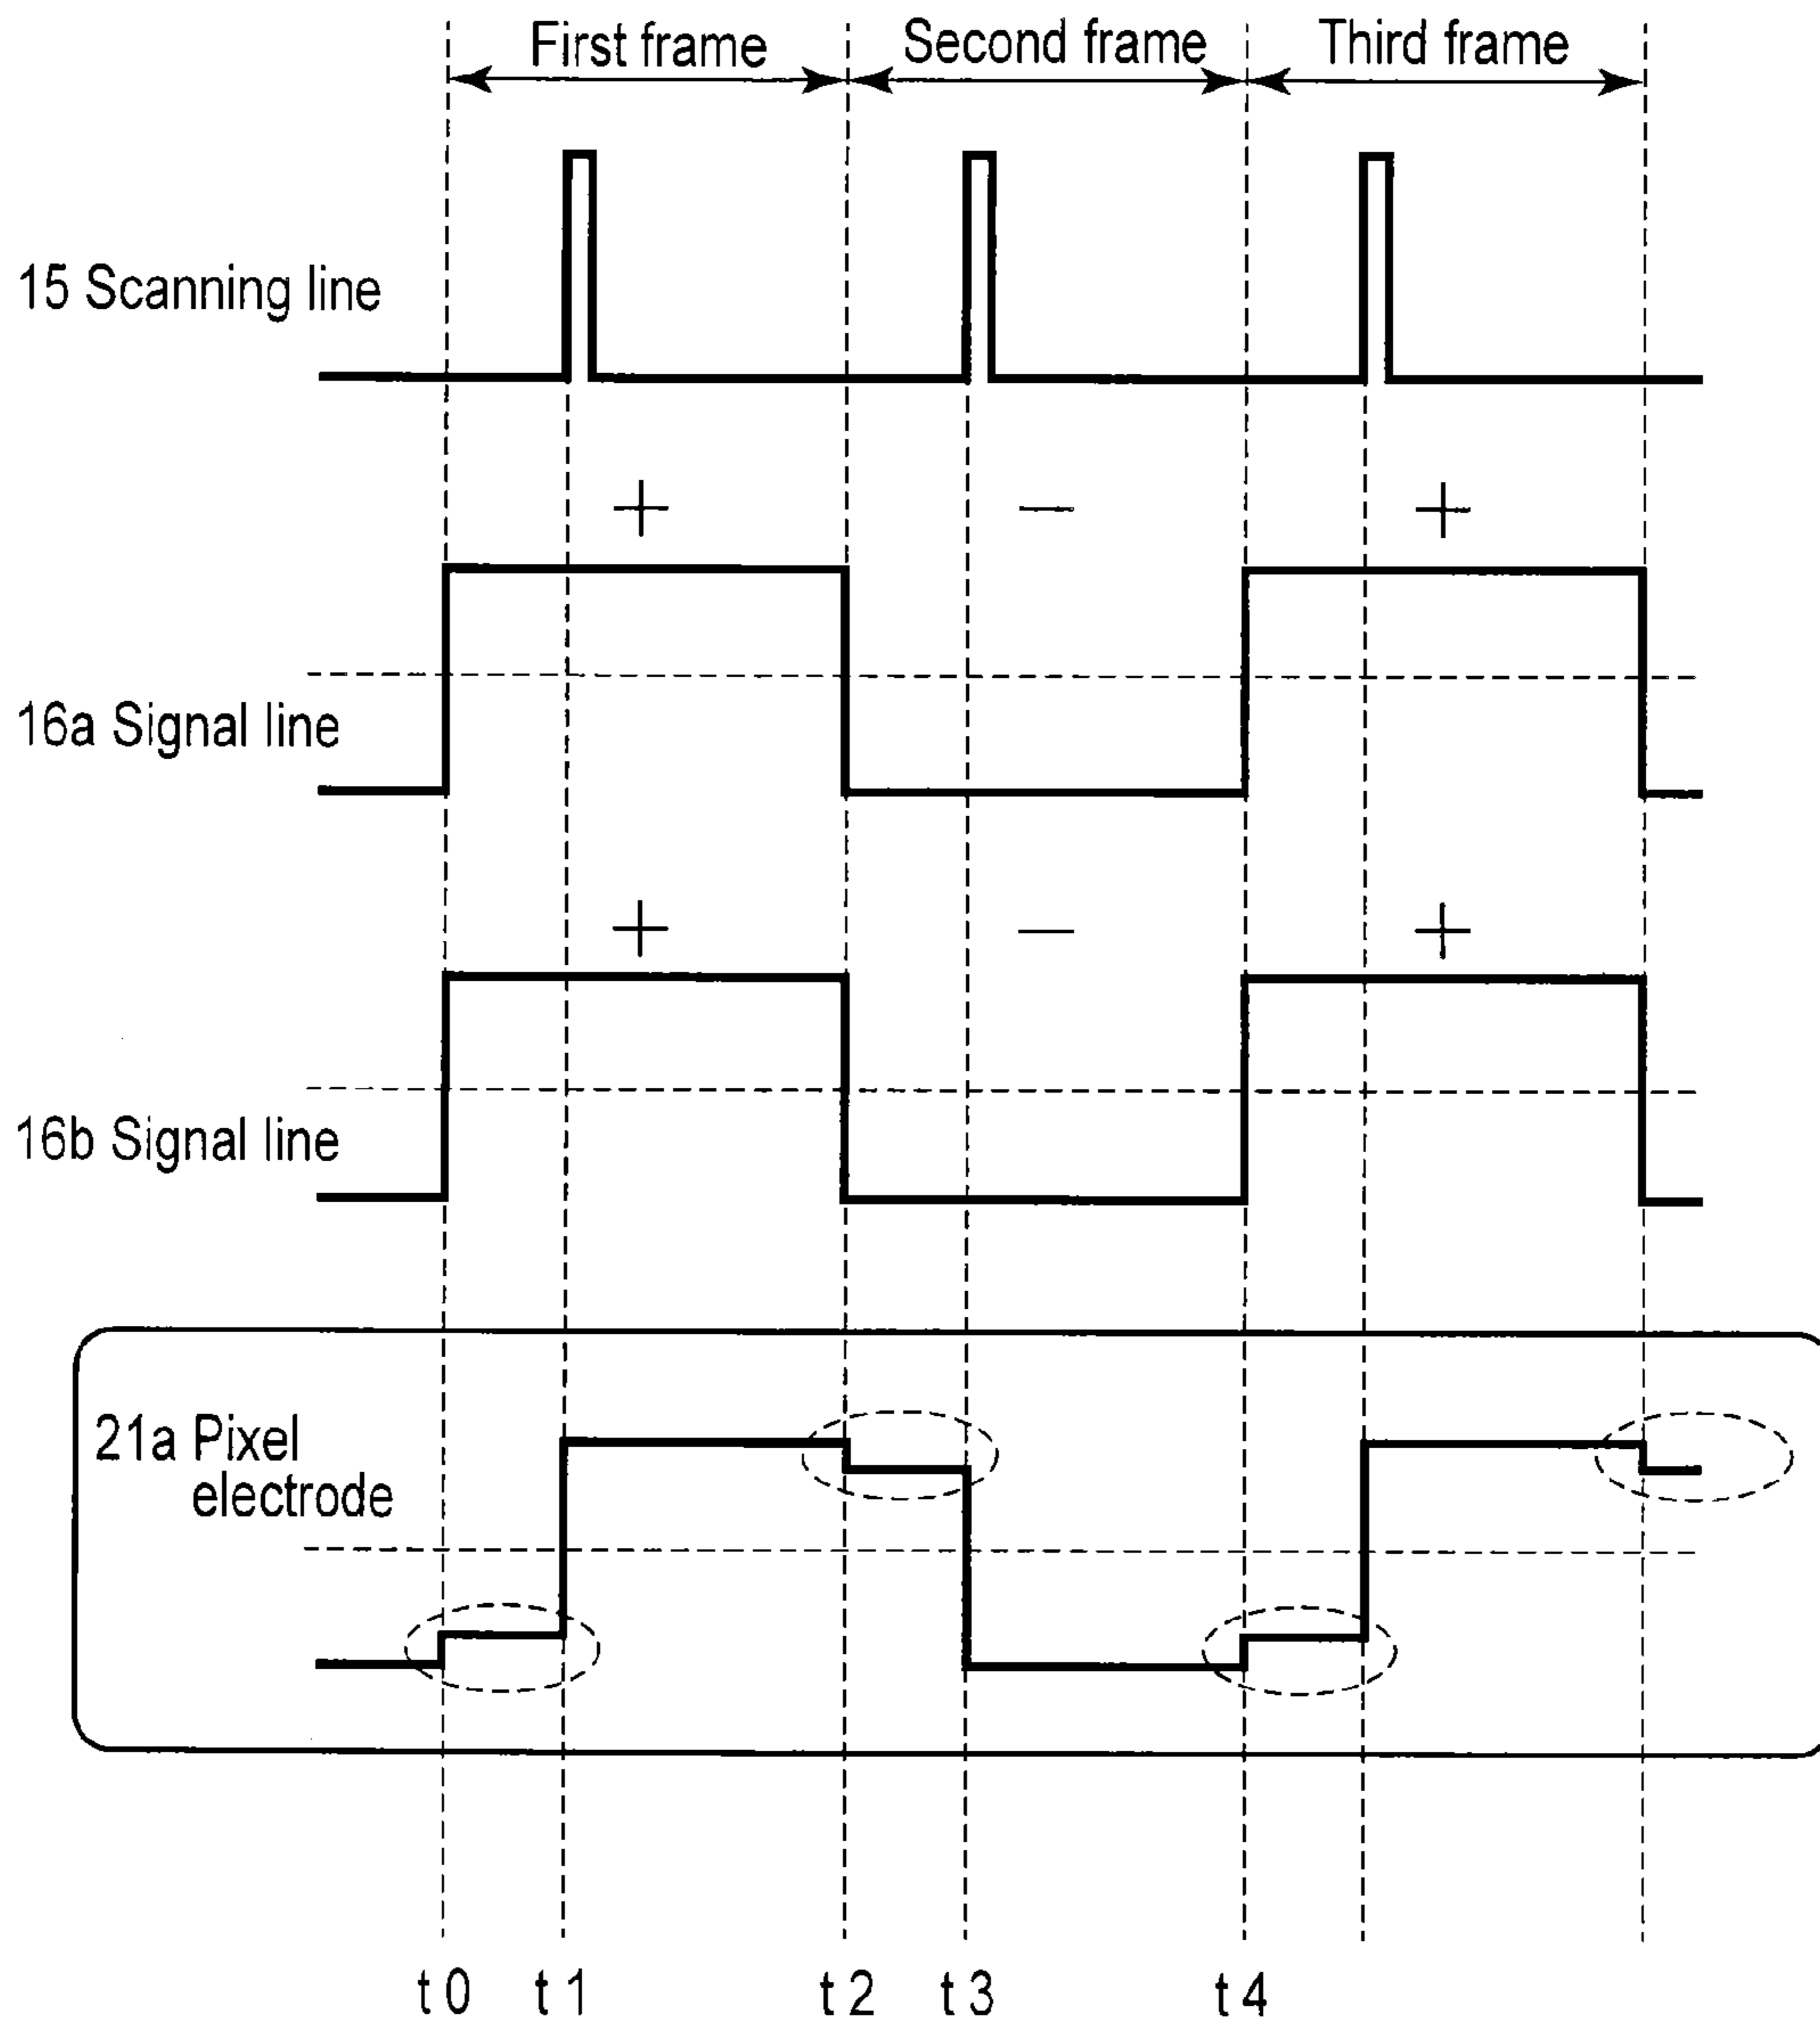 First frame
Second frame
Third frame
15 Scanning line
+
−
+
16a Signal line
+
−
+
16b Signal line
21a Pixel
electrode
t0
t1
t2
t3
t4